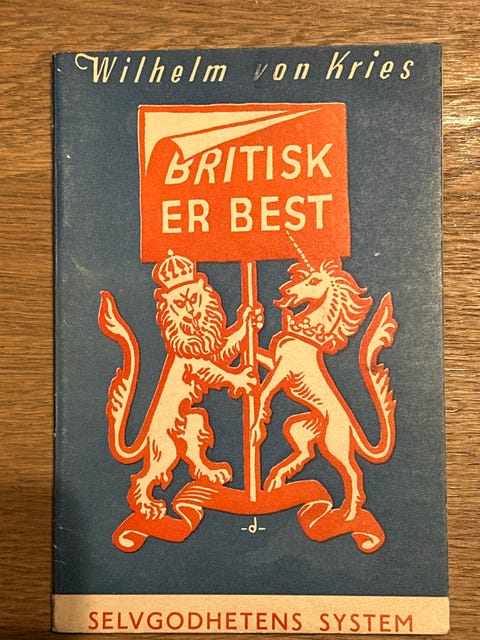 Wilhelm von Kries
BRITISK
ER BEST
-d-
SELVGODHETENS SYSTEM